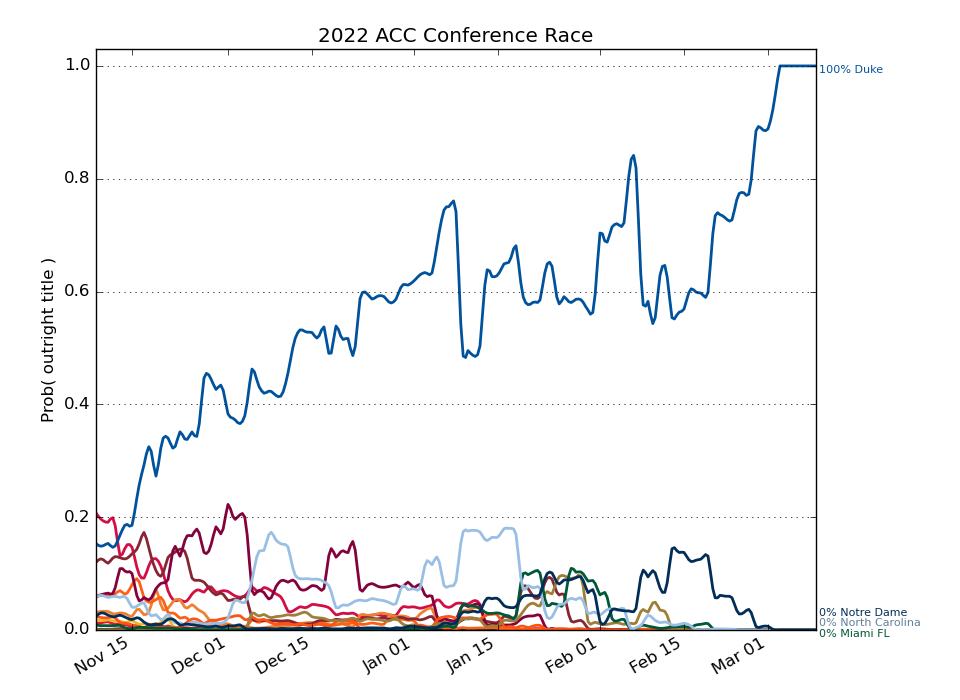 2022 ACC Conference Race
Prob( outright title )
1.0
0.8
0.6
0.4
0.2
0.0
100% Duke
0% Notre Dame
0% North Carolina
0% Miami FL
Nov 15
Dec 01
Dec 15
Jan 01
Jan 15
Feb 01
Feb 15
Mar 01